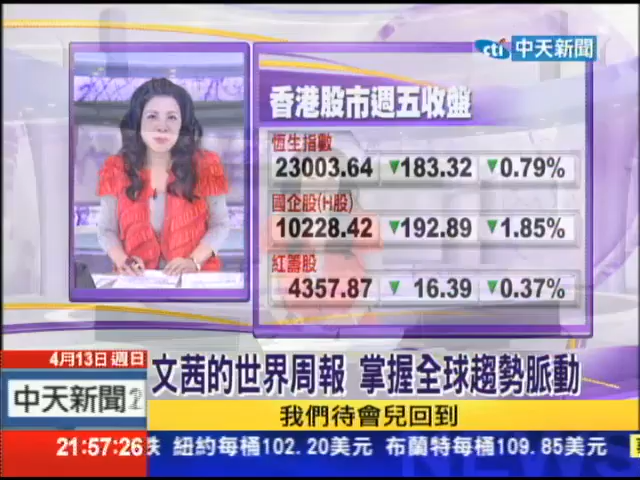 cti 中天新聞
香港股市週五收盤
恆生指數
23003.64 ▼183.32 ▼0.79%
國企股(H股)
10228.42 ▼192.89 ▼1.85%
紅籌股
4357.87 ▼ 16.39 ▼0.37%
4月13日 週日
文茜的世界周報 掌握全球趨勢脈動
中天新聞
我們待會兒回到
21:57:26
跌 紐約每桶102.20美元 布蘭特每桶109.85美元
NEWS